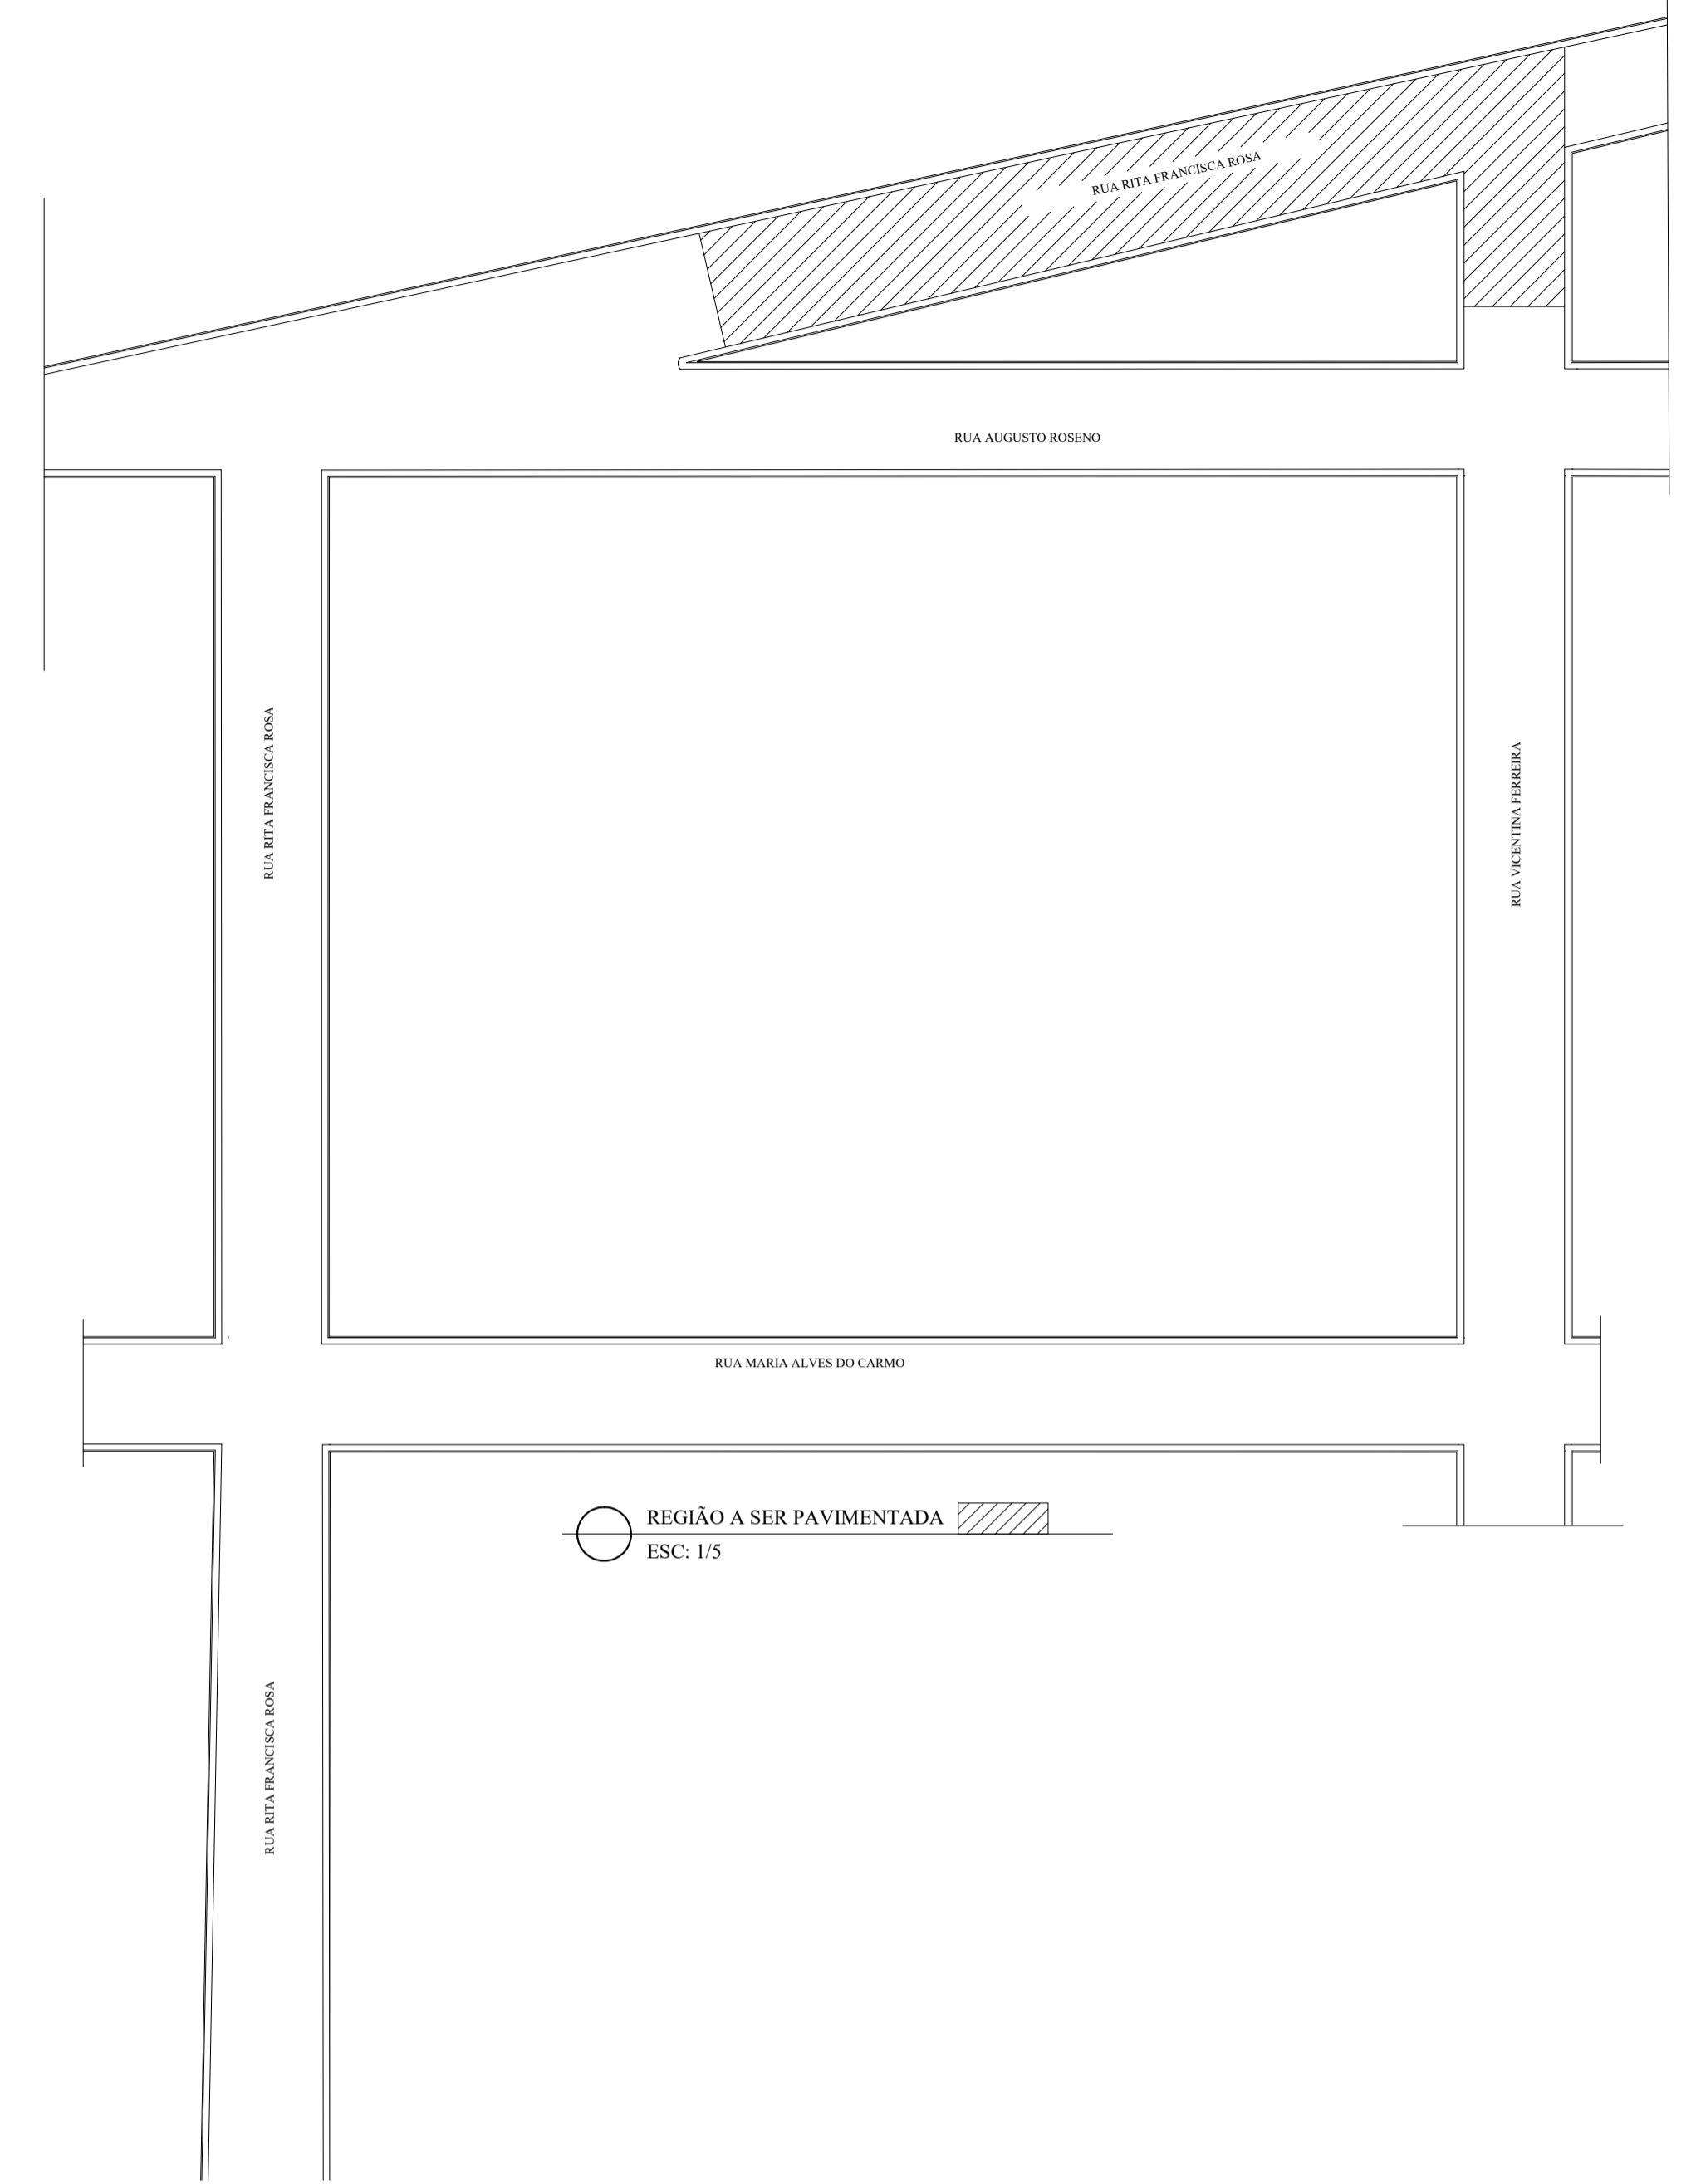 RUA RITA FRANCISCA ROSA
RUA AUGUSTO ROSENO
RUA RITA FRANCISCA ROSA
RUA VICENTINA FERREIRA
RUA MARIA ALVES DO CARMO
REGIÃO A SER PAVIMENTADA
ESC: 1/5
RUA RITA FRANCISCA ROSA